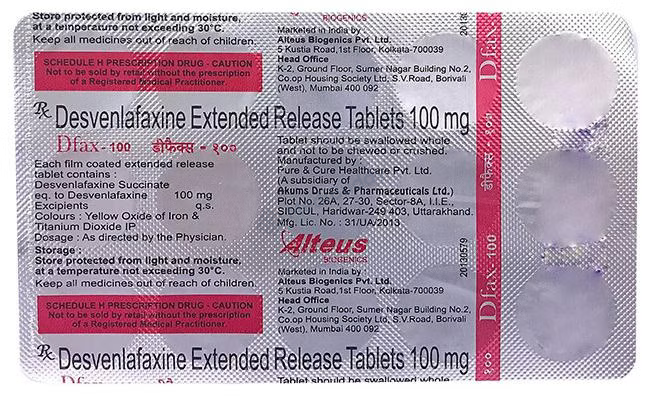 Store protected from light and moisture,
at a temperature not exceeding 30°C.
Keep all medicines out of reach of children.
SCHEDULE H PRESCRIPTION DRUG - CAUTION
Not to be sold by retail without the prescription
of a Registered Medical Practitioner.
BIOGENICS
Marketed in India by
Alteus Biogenics Pvt. Ltd.
5 Kustia Road,1st Floor, Kolkata-700039
Head Office
K-2, Ground Floor, Sumer Nagar Building No.2,
Co.op Housing Society Ltd, S.V.Road, Borivali
(West), Mumbai 400 092
Rx Desvenlafaxine Extended Release Tablets 100 mg
Dfax-100 डीफैक्स - १००
Each film coated extended release
tablet contains :
Desvenlafaxine Succinate
eq. to Desvenlafaxine 100 mg
Excipients q.s.
Colours : Yellow Oxide of Iron &
Titanium Dioxide IP
Dosage : As directed by the Physician.
Storage :
Store protected from light and moisture,
at a temperature not exceeding 30°C.
Keep all medicines out of reach of children.
SCHEDULE H PRESCRIPTION DRUG - CAUTION
Not to be sold by retail without the prescription
of a Registered Medical Practitioner.
Tablet should be swallowed whole
and not to be chewed or crushed.
Manufactured by :
Pure & Cure Healthcare Pvt. Ltd.
(A subsidiary of
Akums Drugs & Pharmaceuticals Ltd.)
Plot No. 26A, 27-30, Sector-8A, I.I.E.,
SIDCUL, Haridwar-249 403, Uttarakhand.
Mfg. Lic. No. : 31/UA/2013
Alteus
BIOGENICS
Marketed in India by
Alteus Biogenics Pvt. Ltd.
5 Kustia Road,1st Floor, Kolkata-700039
Head Office
K-2, Ground Floor, Sumer Nagar Building No.2,
Co.op Housing Society Ltd, S.V.Road, Borivali
(West), Mumbai 400 092
Rx Desvenlafaxine Extended Release Tablets 100 mg
Tablet should be swallowed whole
20130579
Dfax
डीफैक्स - १००
Dfax-100
१००